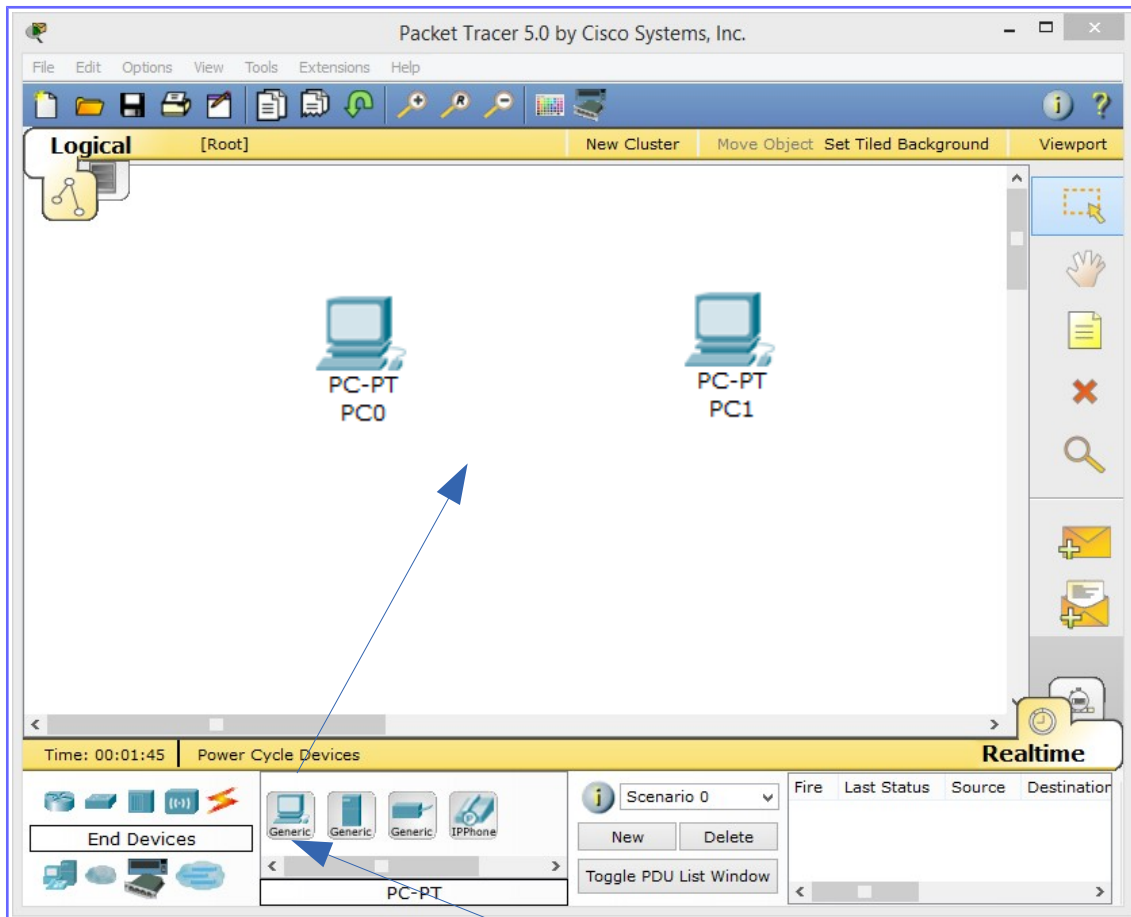 Packet Tracer 5.0 by Cisco Systems, Inc.
File Edit Options View Tools Extensions Help
Logical [Root] New Cluster Move Object Set Tiled Background Viewport
PC-PT
PC0
PC-PT
PC1
Time: 00:01:45 Power Cycle Devices Realtime
End Devices
Generic Generic Generic IPPhone
PC-PT
Scenario 0
New Delete
Toggle PDU List Window
Fire Last Status Source Destination